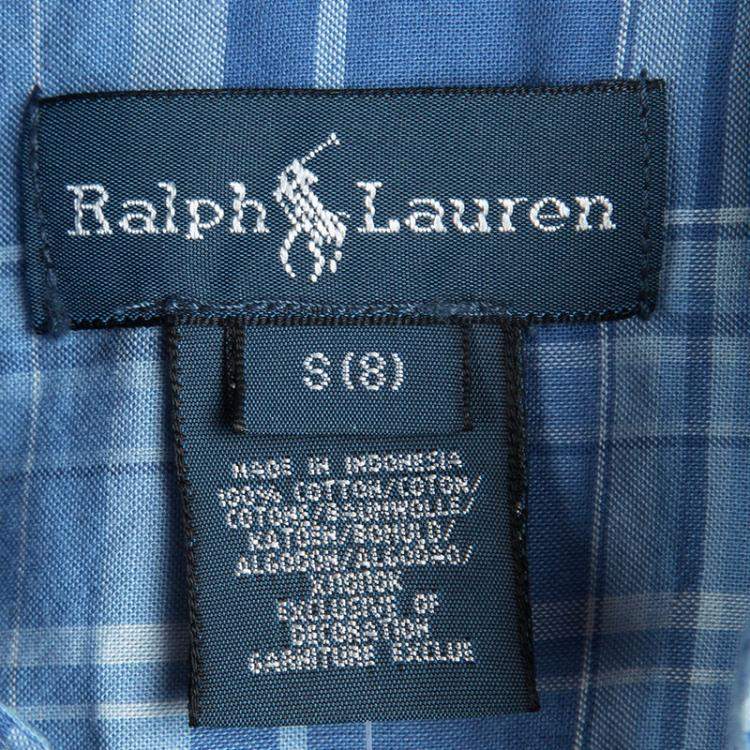 Ralph Lauren
S (8)
MADE IN INDONESIA
100% COTTON/COTON/
COTONE/BAUMWOLLE/
KATOEN/BOMULD/
ALGODON/ALGODÃO/
EXCLUSIVE OF
DECORATION
GARNITURE EXCLUE